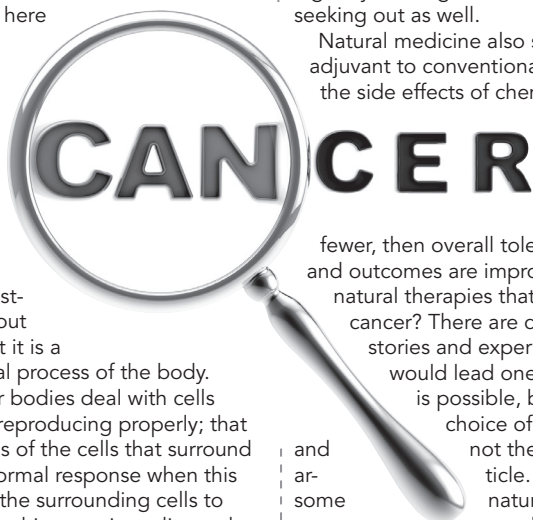 here
CANCER
st-
out
t it is a
al process of the body.
r bodies deal with cells
reproducing properly; that
s of the cells that surround
ormal response when this
the surrounding cells to
seeking out as well.
Natural medicine also s
adjuvant to conventiona
the side effects of che
fewer, then overall tole
and outcomes are impro
natural therapies that
cancer? There are
stories and exper
would lead one
is possible, b
choice of
and not the
ar- ticle.
some natur